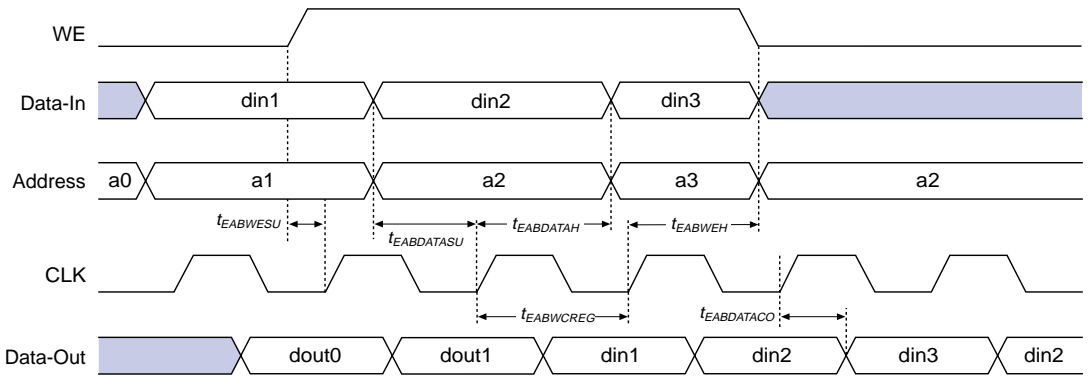 WE
Data-In din1 din2 din3
Address a0 a1 a2 a3 a2
tEABWESU tEABDATASU tEABDATAH tEABWEH
CLK
tEABWCREG tEABDATACO
Data-Out dout0 dout1 din1 din2 din3 din2